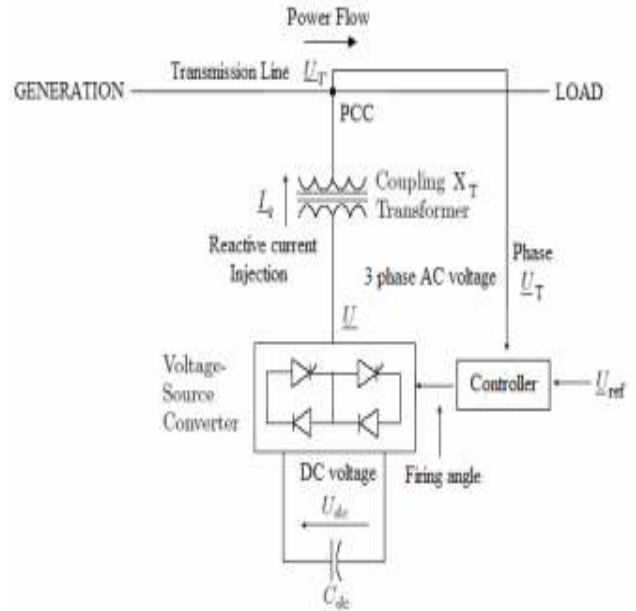 Power Flow
Transmission Line U_T
GENERATION
LOAD
PCC
Coupling X_T
Transformer
I_q
Reactive current
Injection
Phase
U_T
3 phase AC voltage
U
Voltage-
Source
Converter
Controller
U_ref
DC voltage
Firing angle
U_dc
C_dc